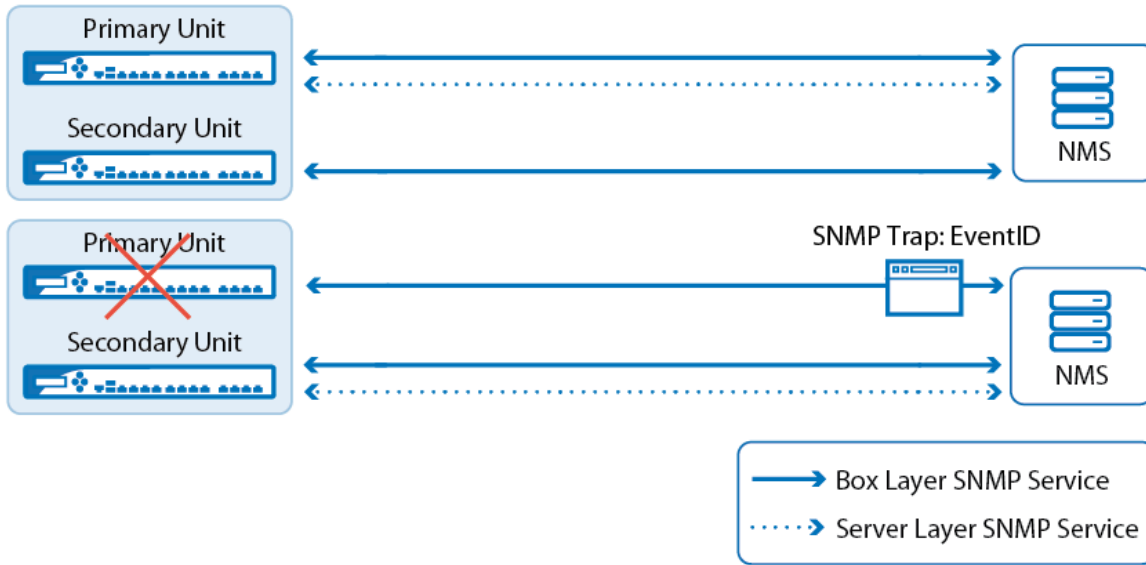 Primary Unit
Secondary Unit
NMS
Primary Unit
SNMP Trap: EventID
Secondary Unit
NMS
Box Layer SNMP Service
Server Layer SNMP Service